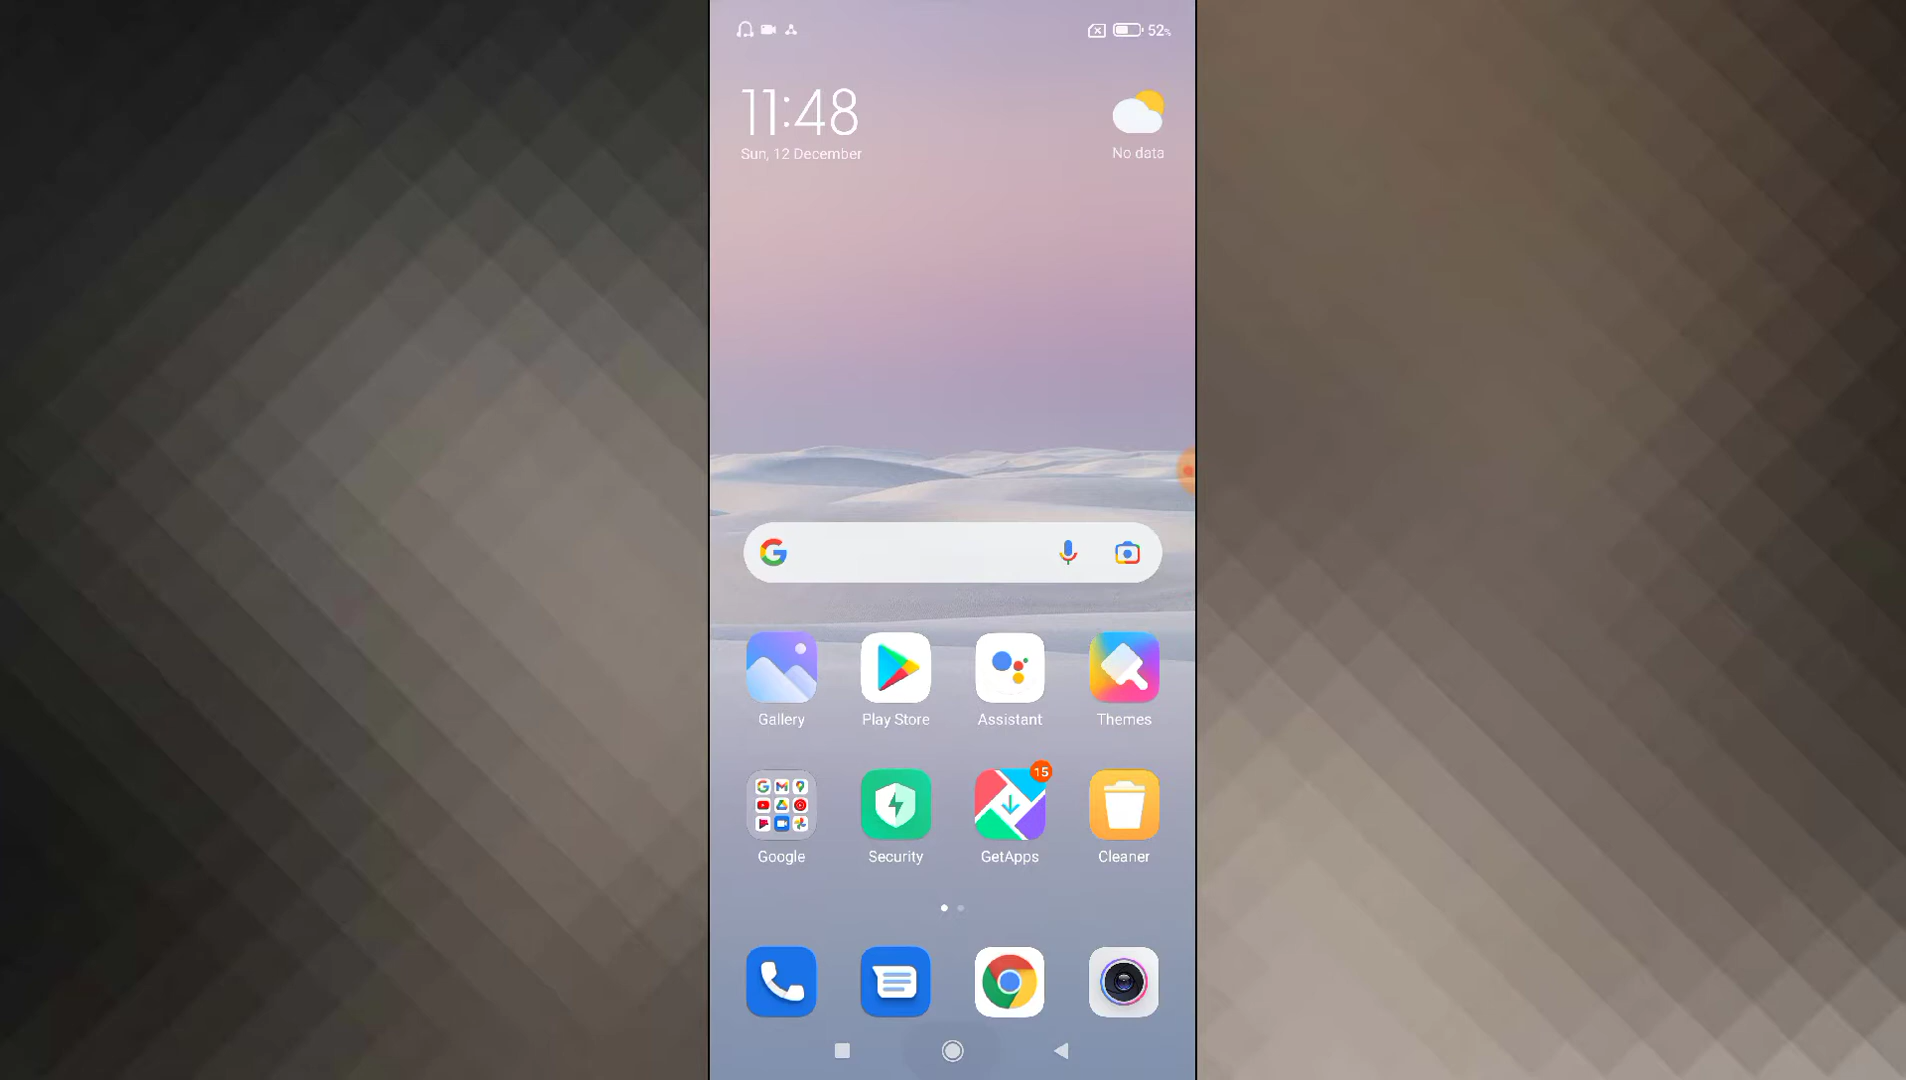 52%
11:48
Sun, 12 December
No data
Gallery
Play Store
Assistant
Themes
15
Google
Security
GetApps
Cleaner